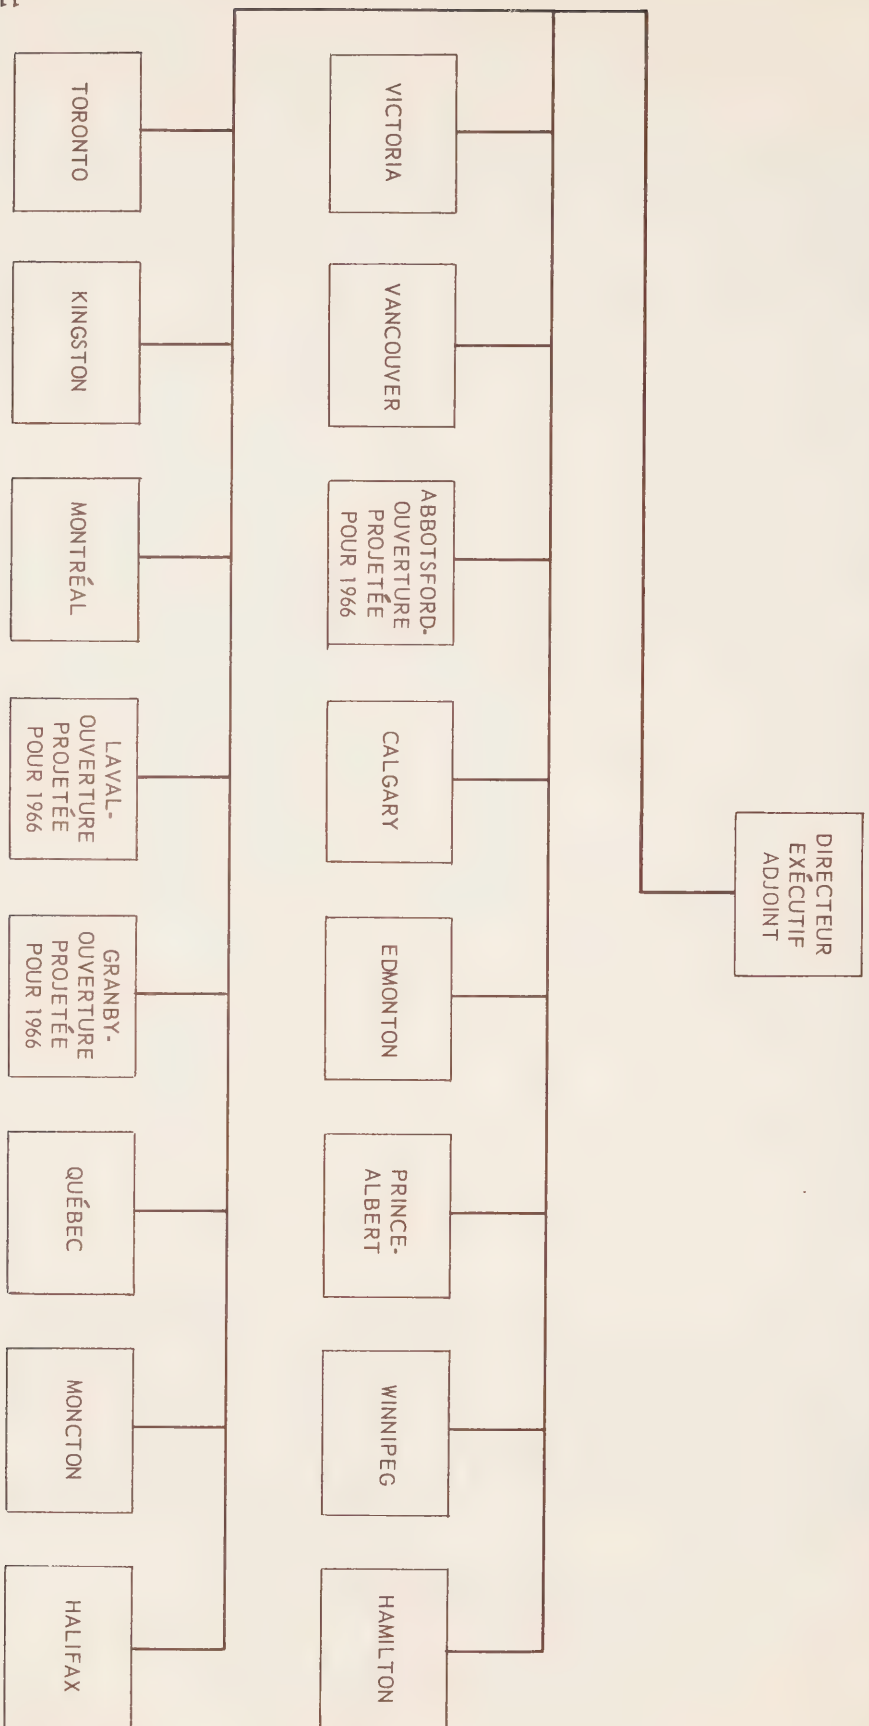 DIRECTEUR
EXÉCUTIF
ADJOINT
VICTORIA
VANCOUVER
ABBOTSFORD-
OUVERTURE
PROJETÉE
POUR 1966
CALGARY
EDMONTON
PRINCE-
ALBERT
WINNIPEG
HAMILTON
TORONTO
KINGSTON
MONTRÉAL
LAVAL-
OUVERTURE
PROJETÉE
POUR 1966
GRANBY-
OUVERTURE
PROJETÉE
POUR 1966
QUÉBEC
MONCTON
HALIFAX